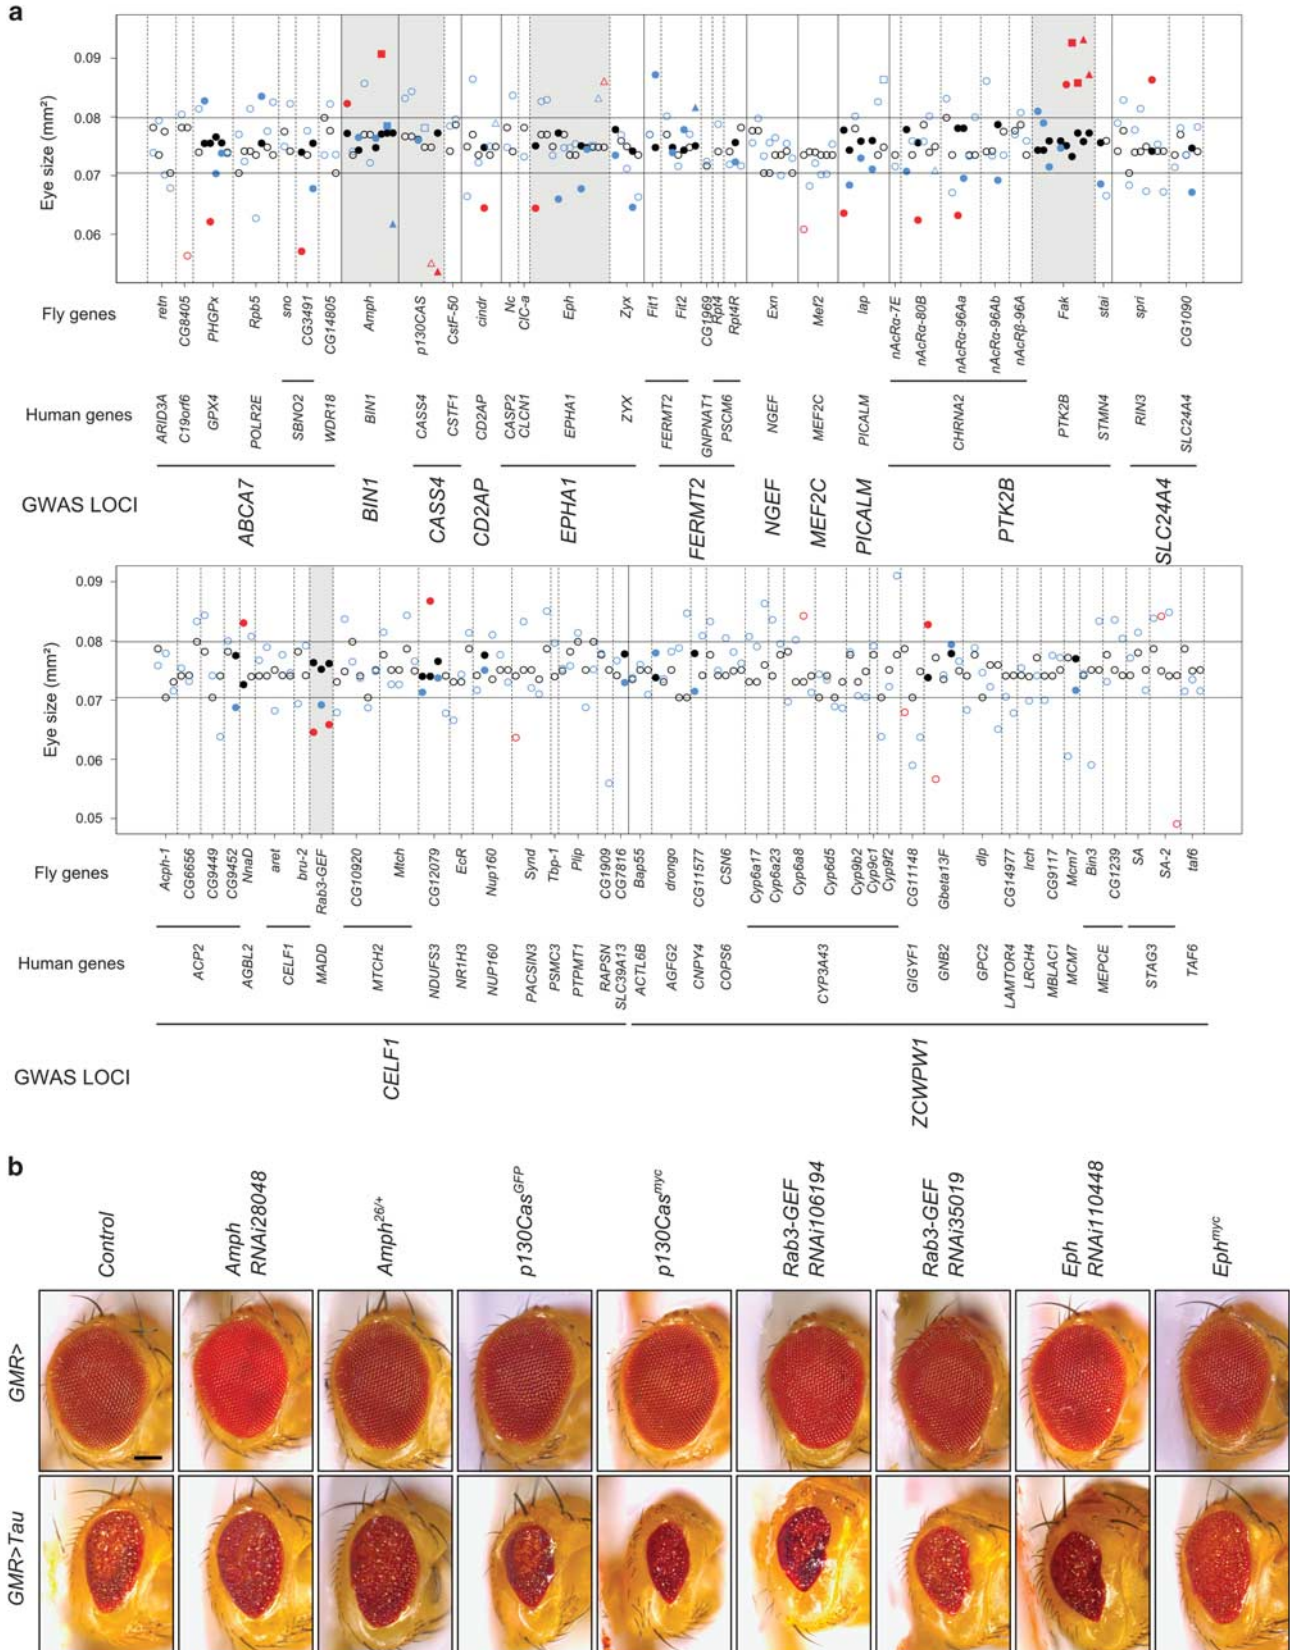 a
Eye size (mm²)
0.09
0.08
0.07
0.06
Fly genes
retn
CG8405
PHGPx
Rpb5
sno
CG3491
CG14805
Amph
p130CAS
CstF-50
cindr
Nc
ClC-a
Eph
Zyx
Fit1
Fit2
CG1969
Rpt4
Rpt4R
Exn
Mef2
lap
nAcRα-7E
nAcRα-80B
nAcRα-96Aa
nAcRα-96Ab
nAcRβ-96A
Fak
stai
spri
CG1090
Human genes
ARID3A
C19orf6
GPX4
POLR2E
SBNO2
WDR18
BIN1
CASS4
CSTF1
CD2AP
CASP2
CLCN1
EPHA1
ZYX
FERMT2
GNPNAT1
PSCM6
NGEF
MEF2C
PICALM
CHRNA2
PTK2B
STMN4
RIN3
SLC24A4
GWAS LOCI
ABCA7
BIN1
CASS4
CD2AP
EPHA1
FERMT2
NGEF
MEF2C
PICALM
PTK2B
SLC24A4
Eye size (mm²)
0.09
0.08
0.07
0.06
0.05
Fly genes
Acph-1
CG6656
CG9449
CG9452
NnaD
aret
bru-2
Rab3-GEF
CG10920
Mtch
CG12079
EcR
Nup160
Synd
Tbp-1
Plip
CG1909
CG7816
Bap55
drongo
CG11577
CSN6
Cyp6a17
Cyp6a23
Cyp6a8
Cyp6d5
Cyp9b2
Cyp9c1
Cyp9f2
CG11148
Gbeta13F
dlp
CG14977
lrch
CG9117
Mcm7
Bin3
CG1239
SA
SA-2
taf6
Human genes
ACP2
AGBL2
CELF1
MADD
MTCH2
NDUFS3
NR1H3
NUP160
PACSIN3
PSMC3
PTPMT1
RAPSN
SLC39A13
ACTL6B
AGFG2
CNPY4
COPS6
CYP3A43
GIGYF1
GNB2
GPC2
LAMTOR4
LRCH4
MBLAC1
MCM7
MEPCE
STAG3
TAF6
GWAS LOCI
CELF1
ZCWPW1
b
Control
Amph
RNAi28048
Amph26/+
p130CasGFP
p130Casmyc
Rab3-GEF
RNAi106194
Rab3-GEF
RNAi35019
Eph
RNAi110448
Ephmyc
GMR>
GMR>Tau